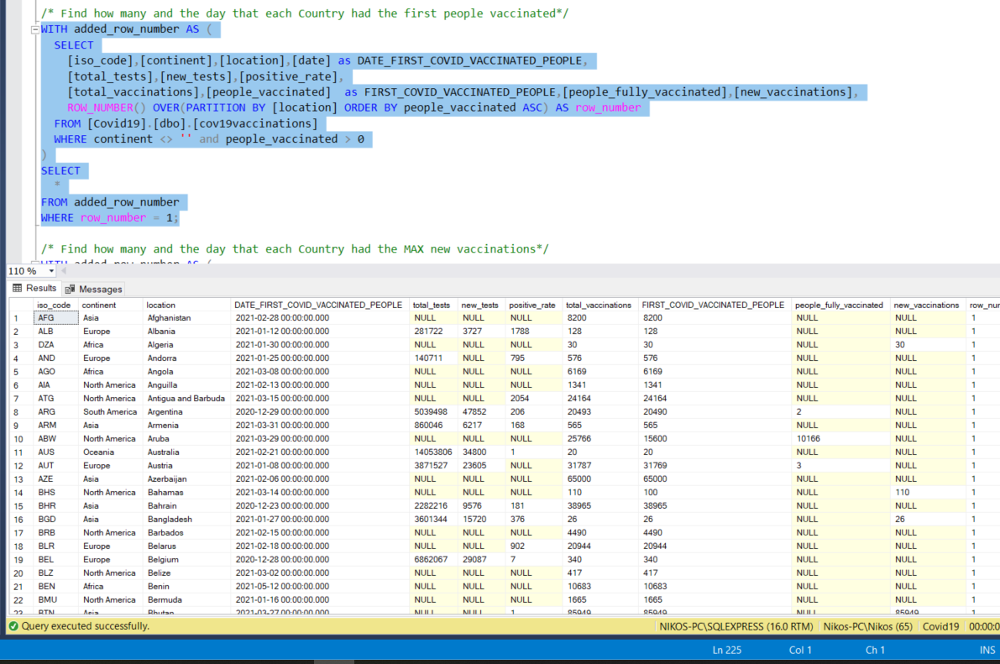 /* Find how many and the day that each Country had the first people vaccinated*/
WITH added_row_number AS (
SELECT
[iso_code],[continent],[location],[date] as DATE_FIRST_COVID_VACCINATED_PEOPLE,
[total_tests],[new_tests],[positive_rate],
[total_vaccinations],[people_vaccinated]  as FIRST_COVID_VACCINATED_PEOPLE,[people_fully_vaccinated],[new_vaccinations],
ROW_NUMBER() OVER(PARTITION BY [location] ORDER BY people_vaccinated ASC) AS row_number
FROM [Covid19].[dbo].[cov19vaccinations]
WHERE continent <> '' and people_vaccinated > 0
)
SELECT
*
FROM added_row_number
WHERE row_number = 1;
/* Find how many and the day that each Country had the MAX new vaccinations*/
WITH added_row_number AS (
110 %
Results Messages
iso_code continent location DATE_FIRST_COVID_VACCINATED_PEOPLE total_tests new_tests positive_rate total_vaccinations FIRST_COVID_VACCINATED_PEOPLE people_fully_vaccinated new_vaccinations row_nur
1 AFG Asia Afghanistan 2021-02-28 00:00:00.000 NULL NULL NULL 8200 8200 NULL NULL 1
2 ALB Europe Albania 2021-01-12 00:00:00.000 281722 3727 1788 128 128 NULL NULL 1
3 DZA Africa Algeria 2021-01-30 00:00:00.000 NULL NULL NULL 30 30 NULL 30 1
4 AND Europe Andorra 2021-01-25 00:00:00.000 140711 NULL 795 576 576 NULL NULL 1
5 AGO Africa Angola 2021-03-08 00:00:00.000 NULL NULL NULL 6169 6169 NULL NULL 1
6 AIA North America Anguilla 2021-02-13 00:00:00.000 NULL NULL NULL 1341 1341 NULL NULL 1
7 ATG North America Antigua and Barbuda 2021-03-15 00:00:00.000 NULL NULL 2054 24164 24164 NULL NULL 1
8 ARG South America Argentina 2020-12-29 00:00:00.000 5039498 47852 206 20493 20490 2 NULL 1
9 ARM Asia Armenia 2021-03-31 00:00:00.000 860046 6217 168 565 565 NULL NULL 1
10 ABW North America Aruba 2021-03-29 00:00:00.000 NULL NULL NULL 25766 15600 10166 NULL 1
11 AUS Oceania Australia 2021-02-21 00:00:00.000 14053806 34800 1 20 20 NULL NULL 1
12 AUT Europe Austria 2021-01-08 00:00:00.000 3871527 23605 NULL 31787 31769 3 NULL 1
13 AZE Asia Azerbaijan 2021-02-06 00:00:00.000 NULL NULL NULL 65000 65000 NULL NULL 1
14 BHS North America Bahamas 2021-03-14 00:00:00.000 NULL NULL NULL 110 100 NULL 110 1
15 BHR Asia Bahrain 2020-12-23 00:00:00.000 2282216 9576 181 38965 38965 NULL NULL 1
16 BGD Asia Bangladesh 2021-01-27 00:00:00.000 3601344 15720 376 26 26 NULL 26 1
17 BRB North America Barbados 2021-02-15 00:00:00.000 NULL NULL NULL 4490 4490 NULL NULL 1
18 BLR Europe Belarus 2021-02-18 00:00:00.000 NULL NULL 902 20944 20944 NULL NULL 1
19 BEL Europe Belgium 2020-12-28 00:00:00.000 6862067 29087 7 340 340 NULL NULL 1
20 BLZ North America Belize 2021-03-02 00:00:00.000 NULL NULL NULL 417 417 NULL NULL 1
21 BEN Africa Benin 2021-05-12 00:00:00.000 NULL NULL NULL 10683 10683 NULL NULL 1
22 BMU North America Bermuda 2021-01-16 00:00:00.000 NULL NULL NULL 1665 1665 NULL NULL 1
23 BTN Asia Bhutan 2021-03-27 00:00:00.000 NULL NULL 1 85949 85949 NULL 85949 1
Query executed successfully. NIKOS-PC\SQLEXPRESS (16.0 RTM) Nikos-PC\Nikos (65) Covid19 00:00:0
Ln 225 Col 1 Ch 1 INS